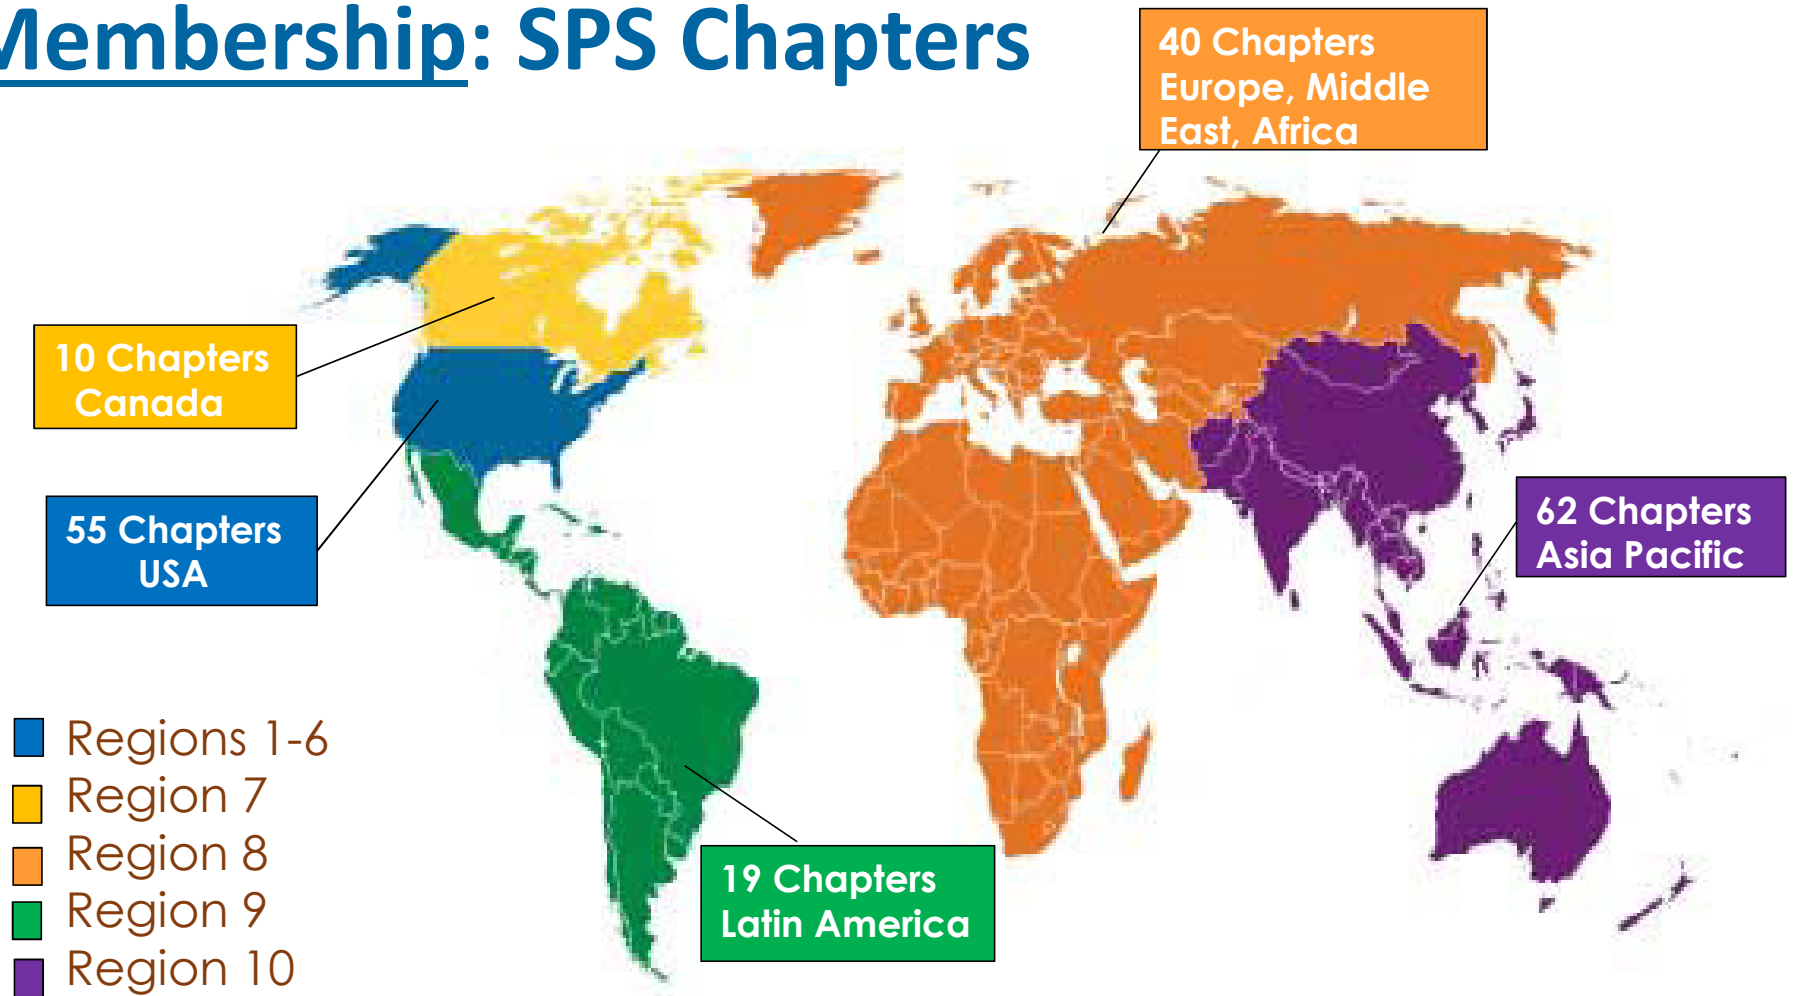 Membership: SPS Chapters
40 Chapters
Europe, Middle
East, Africa
10 Chapters
Canada
55 Chapters
USA
62 Chapters
Asia Pacific
19 Chapters
Latin America
Regions 1-6
Region 7
Region 8
Region 9
Region 10